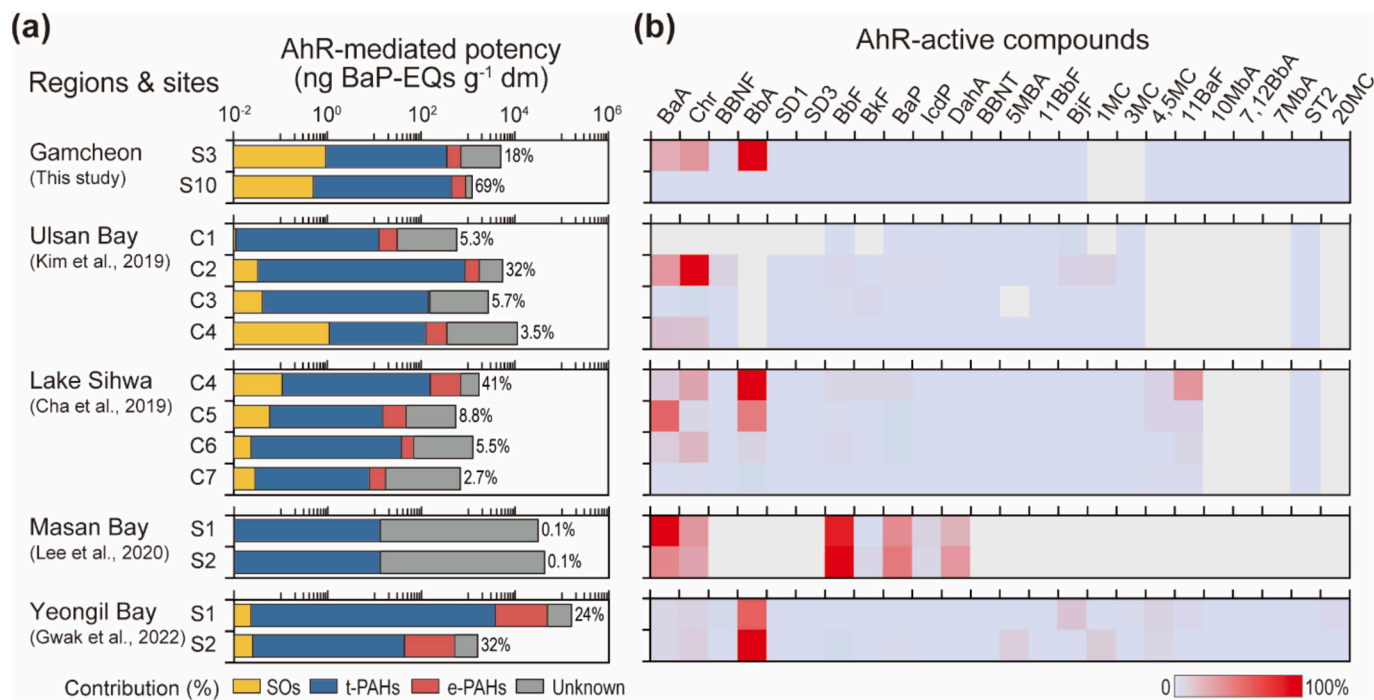 (a)
AhR-mediated potency
(ng BaP-EQs g⁻¹ dm)
Regions & sites
10⁻² 10⁰ 10² 10⁴ 10⁶
Gamcheon
(This study)
S3 18%
S10 69%
Ulsan Bay
(Kim et al., 2019)
C1 5.3%
C2 32%
C3 5.7%
C4 3.5%
Lake Sihwa
(Cha et al., 2019)
C4 41%
C5 8.8%
C6 5.5%
C7 2.7%
Masan Bay
(Lee et al., 2020)
S1 0.1%
S2 0.1%
Yeongil Bay
(Gwak et al., 2022)
S1 24%
S2 32%
Contribution (%) SOs t-PAHs e-PAHs Unknown
(b)
AhR-active compounds
BaA Chr BBNF BbA SD1 SD3 BbF BkF BaP IcdP DahA BBNT 5MBA 11BbF BjF 1MC 3MC 4,5MC 11BaF 10MbA 7,12BbA 7MbA ST2 20MC
0 100%